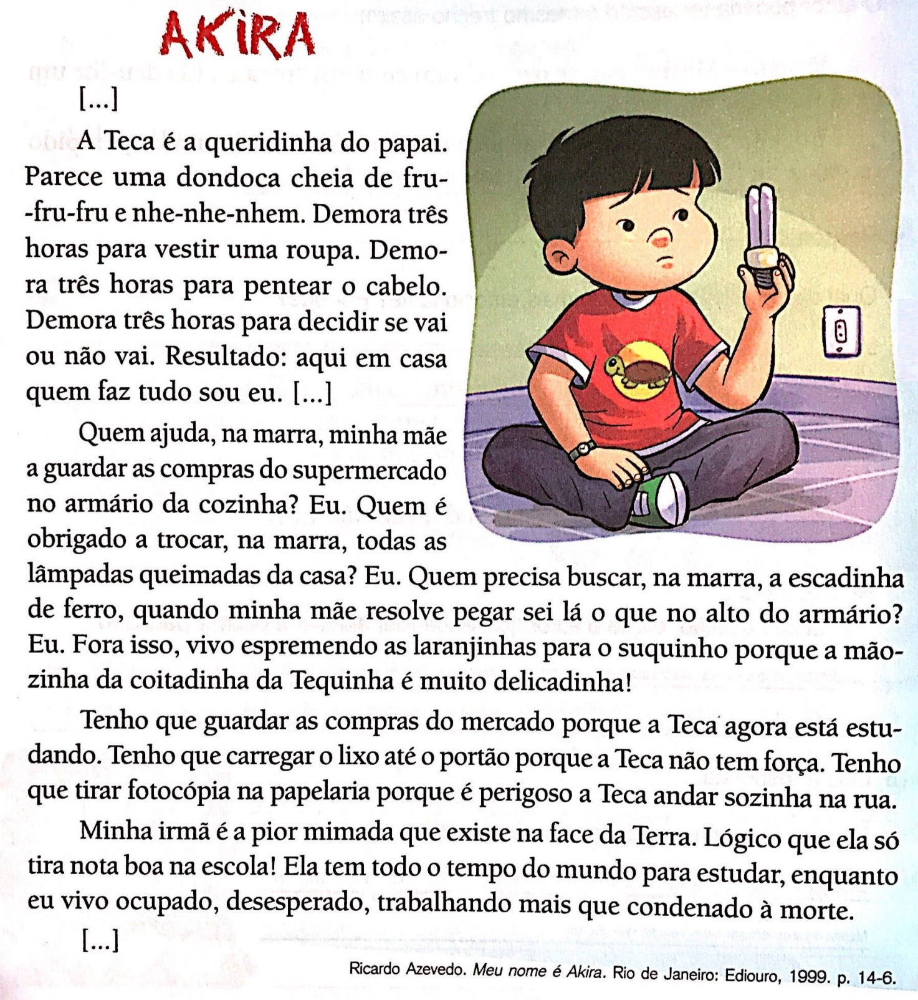 AKiRA
[...]
A Teca é a queridinha do papai.
Parece uma dondoca cheia de fru-
-fru-fru e nhe-nhe-nhem. Demora três
horas para vestir uma roupa. Demo-
ra três horas para pentear o cabelo.
Demora três horas para decidir se vai
ou não vai. Resultado: aqui em casa
quem faz tudo sou eu. [...]
Quem ajuda, na marra, minha mãe
a guardar as compras do supermercado
no armário da cozinha? Eu. Quem é
obrigado a trocar, na marra, todas as
lâmpadas queimadas da casa? Eu. Quem precisa buscar, na marra, a escadinha
de ferro, quando minha mãe resolve pegar sei lá o que no alto do armário?
Eu. Fora isso, vivo espremendo as laranjinhas para o suquinho porque a mão-
zinha da coitadinha da Tequinha é muito delicadinha!
Tenho que guardar as compras do mercado porque a Teca agora está estu-
dando. Tenho que carregar o lixo até o portão porque a Teca não tem força. Tenho
que tirar fotocópia na papelaria porque é perigoso a Teca andar sozinha na rua.
Minha irmã é a pior mimada que existe na face da Terra. Lógico que ela só
tira nota boa na escola! Ela tem todo o tempo do mundo para estudar, enquanto
eu vivo ocupado, desesperado, trabalhando mais que condenado à morte.
[...]
Ricardo Azevedo. Meu nome é Akira. Rio de Janeiro: Ediouro, 1999. p. 14-6.